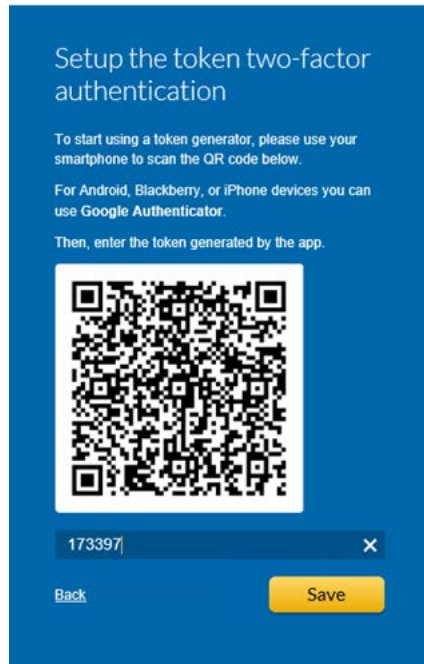 Setup the token two-factor
authentication
To start using a token generator, please use your
smartphone to scan the QR code below.
For Android, Blackberry, or iPhone devices you can
use Google Authenticator.
Then, enter the token generated by the app.
173397
Back
Save